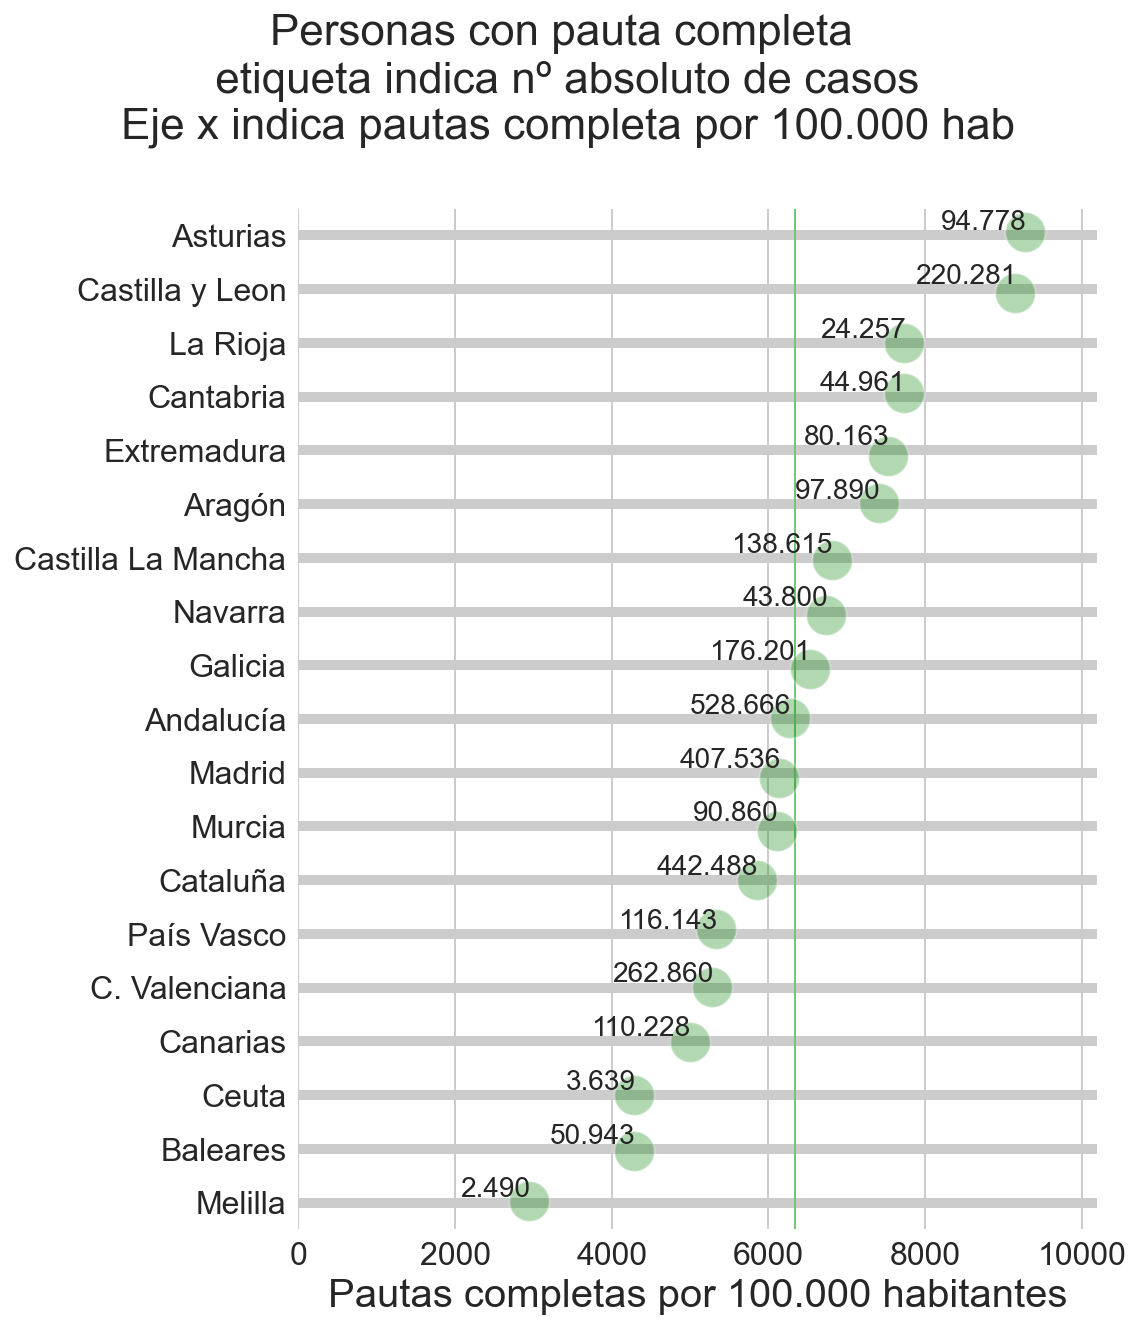 Personas con pauta completa
etiqueta indica nº absoluto de casos
Eje x indica pautas completa por 100.000 hab
Asturias 94.778
Castilla y Leon 220.281
La Rioja 24.257
Cantabria 44.961
Extremadura 80.163
Aragón 97.890
Castilla La Mancha 138.615
Navarra 43.800
Galicia 176.201
Andalucía 528.666
Madrid 407.536
Murcia 90.860
Cataluña 442.488
País Vasco 116.143
C. Valenciana 262.860
Canarias 110.228
Ceuta 3.639
Baleares 50.943
Melilla 2.490
0 2000 4000 6000 8000 10000
Pautas completas por 100.000 habitantes